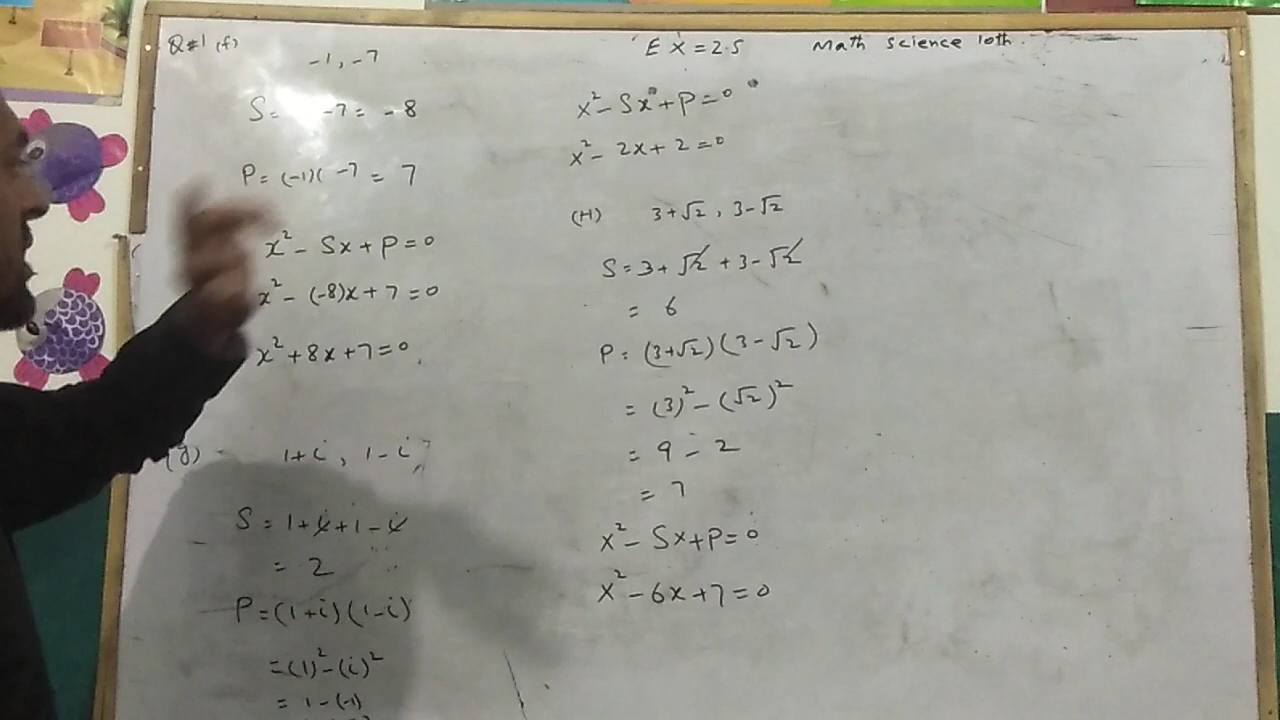 Q#1 (f)
-1, -7
S = -7 = -8
P = (-1)( -7 = 7
x² - Sx + P = 0
x² - (-8)x + 7 = 0
x² + 8x + 7 = 0
(g) 1+i, 1-i
S = 1+i+1-i
= 2
P = (1+i)(1-i)
= (1)² - (i)²
= 1 - (-1)
EX = 2.5 Math science 10th.
x² - Sx + P = 0
x² - 2x + 2 = 0
(H) 3+√2, 3-√2
S = 3+√2 + 3-√2
= 6
P = (3+√2)(3-√2)
= (3)² - (√2)²
= 9 - 2
= 7
x² - Sx + P = 0
x² - 6x + 7 = 0